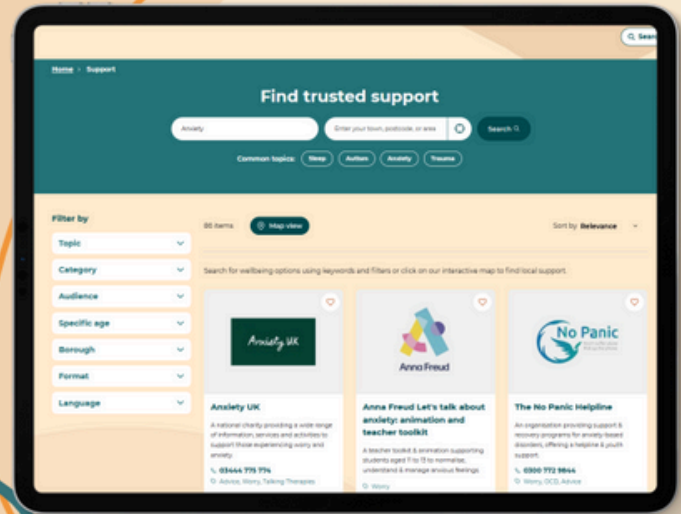 Sear
Home > Support
Find trusted support
Anxiety
Enter your town, postcode, or area
Search
Common topics: Sleep Autism Anxiety Trauma
Filter by
Topic
Category
Audience
Specific age
Borough
Format
Language
86 items
Map view
Sort by Relevance
Search for wellbeing options using keywords and filters or click on our interactive map to find local support.
Anxiety UK
Anxiety UK
A national charity providing a wide range
of information, services and activities to
support those experiencing worry and
anxiety.
03444 775 774
Advice, Worry, Talking Therapies
Anna Freud
Anna Freud Let's talk about
anxiety: animation and
teacher toolkit
A teacher toolkit & animation supporting
students aged 11 to 13 to normalise,
understand & manage anxious feelings.
Worry
No Panic
The No Panic Helpline
An organisation providing support &
recovery programs for anxiety-based
disorders, offering a helpline & youth
support.
0300 772 9844
Worry, OCD, Advice